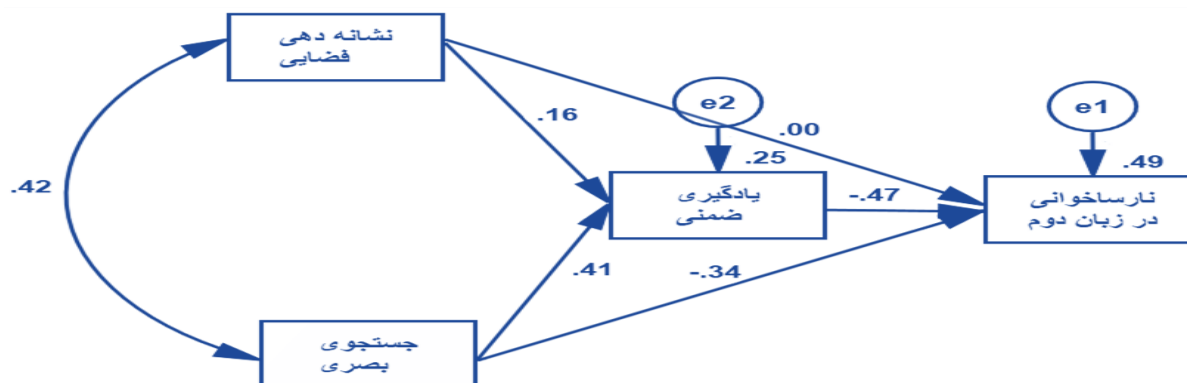 نشانه دهی
فضایی
e2
e1
.16
.00
.25
.49
.42
یادگیری
ضمنی
-.47
نارساخوانی
در زبان دوم
.41
-.34
جستجوی
بصری